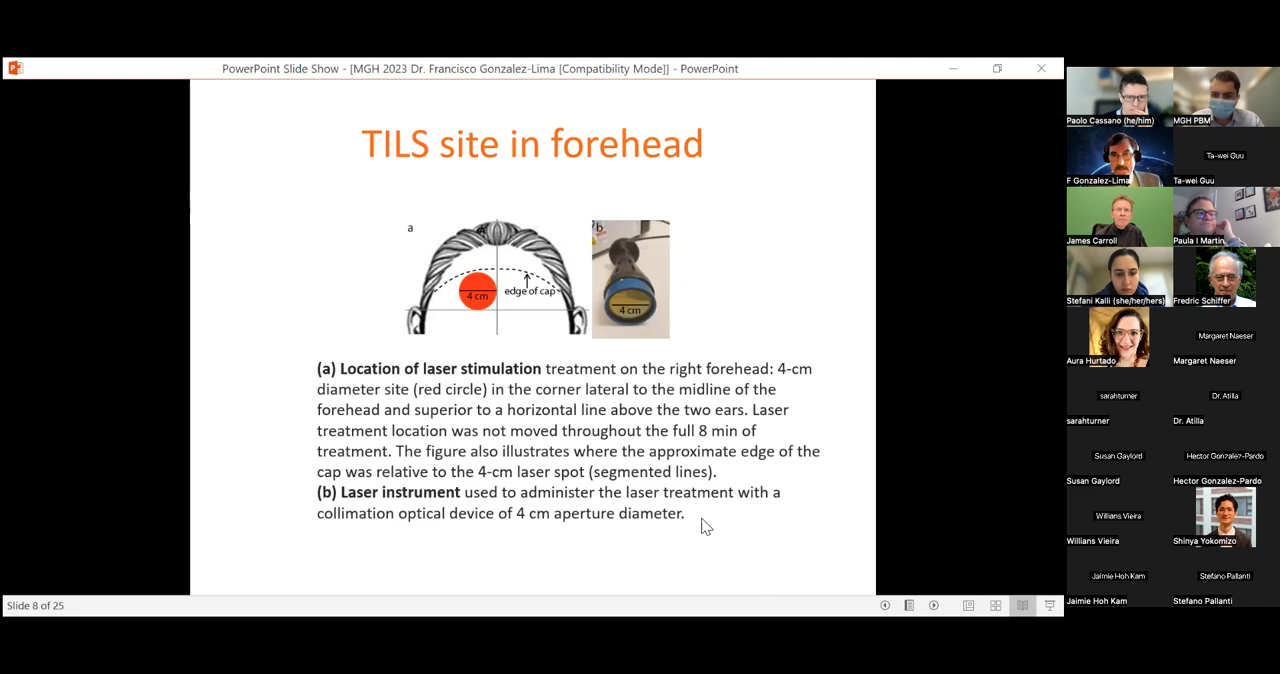 PowerPoint Slide Show - [MGH 2023 Dr. Francisco Gonzalez-Lima [Compatibility Mode]] - PowerPoint
TILS site in forehead
a
A
b
4 cm
edge of cap
4 cm
(a) Location of laser stimulation treatment on the right forehead: 4-cm
diameter site (red circle) in the corner lateral to the midline of the
forehead and superior to a horizontal line above the two ears. Laser
treatment location was not moved throughout the full 8 min of
treatment. The figure also illustrates where the approximate edge of the
cap was relative to the 4-cm laser spot (segmented lines).
(b) Laser instrument used to administer the laser treatment with a
collimation optical device of 4 cm aperture diameter.
Slide 8 of 25
Paolo Cassano (he/him)
MGH PBM
F Gonzalez-Lima
Ta-wei Guu
Ta-wei Guu
James Carroll
Paula I Martin
Stefani Kalli (she/her/hers)
Fredric Schiffer
Aura Hurtado
Margaret Naeser
Margaret Naeser
sarahturner
sarahturner
Dr. Atilla
Dr. Atilla
Susan Gaylord
Susan Gaylord
Hector Gonzalez-Pardo
Hector Gonzalez-Pardo
Willians Vieira
Willians Vieira
Shinya Yokomizo
Jaimie Hoh Kam
Jaimie Hoh Kam
Stefano Pallanti
Stefano Pallanti